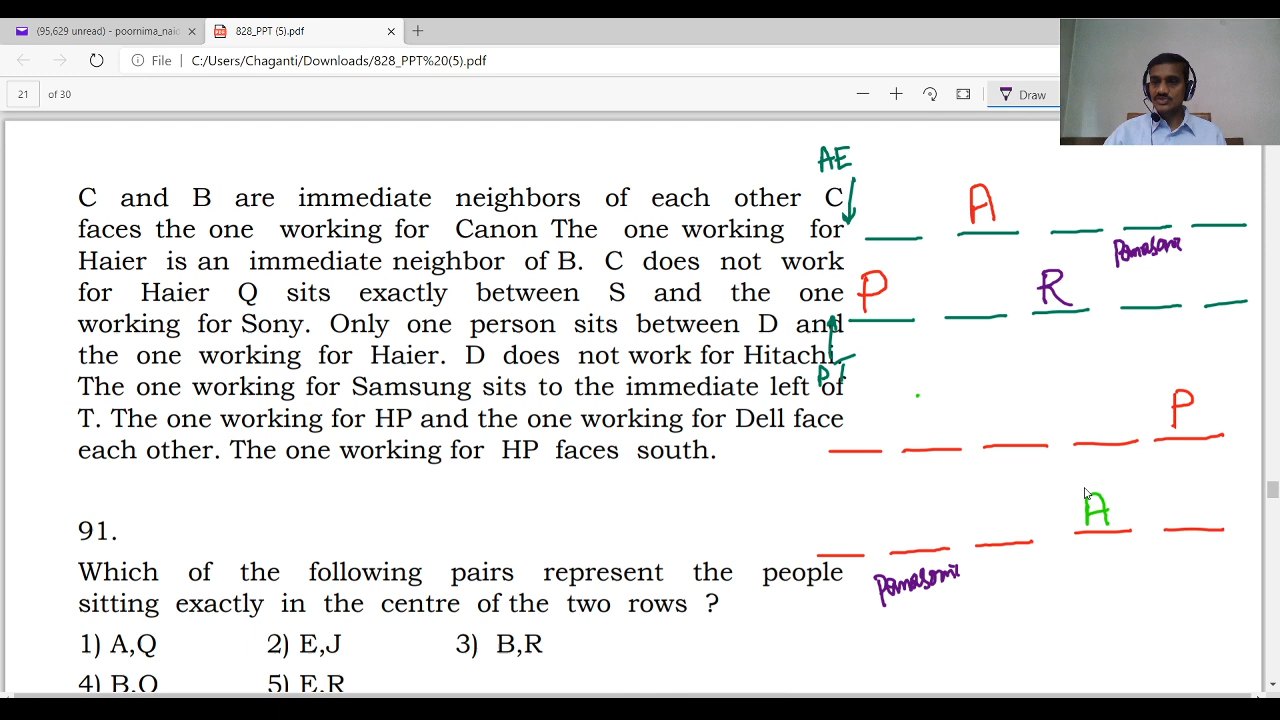 (95,629 unread) - poornima_naid
828_PPT (5).pdf
File
C:/Users/Chaganti/Downloads/828_PPT%20(5).pdf
21 of 30
Draw
AE
C and B are immediate neighbors of each other C
A
faces the one working for Canon The one working for
Haier is an immediate neighbor of B. C does not work
Panasonic
for Haier Q sits exactly between S and the one
P
R
working for Sony. Only one person sits between D and
the one working for Haier. D does not work for Hitachi.
PT
The one working for Samsung sits to the immediate left of
T. The one working for HP and the one working for Dell face
P
each other. The one working for HP faces south.
A
91.
Which of the following pairs represent the people
Panasonic
sitting exactly in the centre of the two rows ?
1) A,Q 2) E,J 3) B,R
4) B,Q 5) E,R